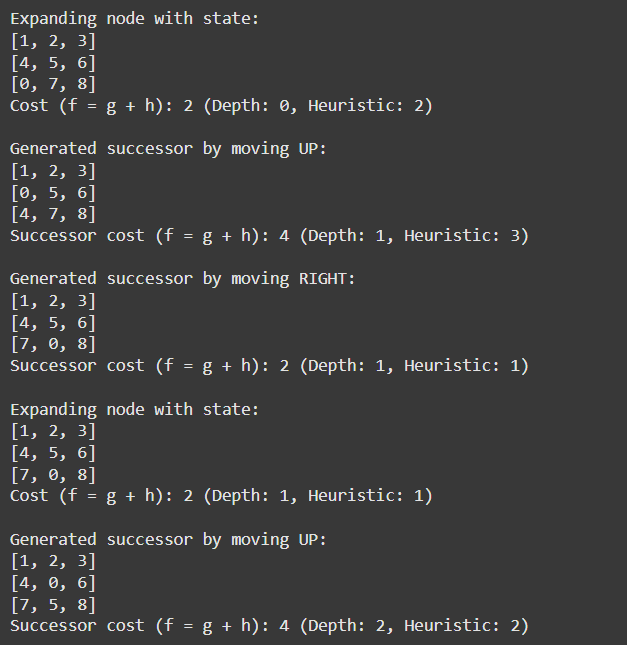 Expanding node with state:
[1, 2, 3]
[4, 5, 6]
[0, 7, 8]
Cost (f = g + h): 2 (Depth: 0, Heuristic: 2)
Generated successor by moving UP:
[1, 2, 3]
[0, 5, 6]
[4, 7, 8]
Successor cost (f = g + h): 4 (Depth: 1, Heuristic: 3)
Generated successor by moving RIGHT:
[1, 2, 3]
[4, 5, 6]
[7, 0, 8]
Successor cost (f = g + h): 2 (Depth: 1, Heuristic: 1)
Expanding node with state:
[1, 2, 3]
[4, 5, 6]
[7, 0, 8]
Cost (f = g + h): 2 (Depth: 1, Heuristic: 1)
Generated successor by moving UP:
[1, 2, 3]
[4, 0, 6]
[7, 5, 8]
Successor cost (f = g + h): 4 (Depth: 2, Heuristic: 2)